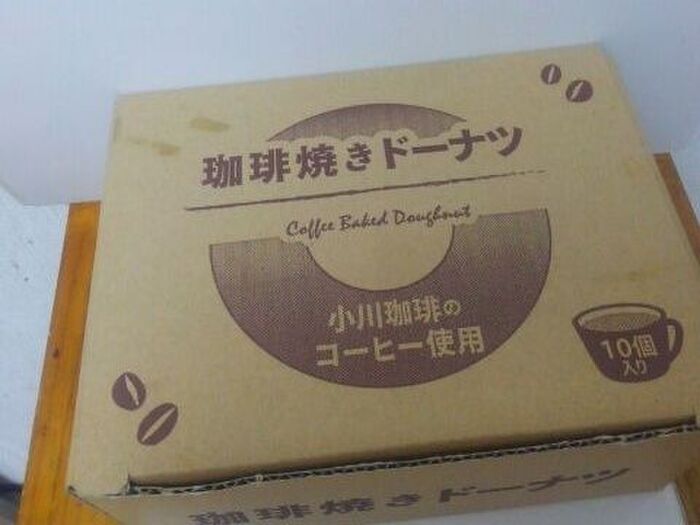 珈琲焼きドーナツ
Coffee Baked Doughnut
小川珈琲の
コーヒー使用
10個
入り
珈琲焼きドーナツ